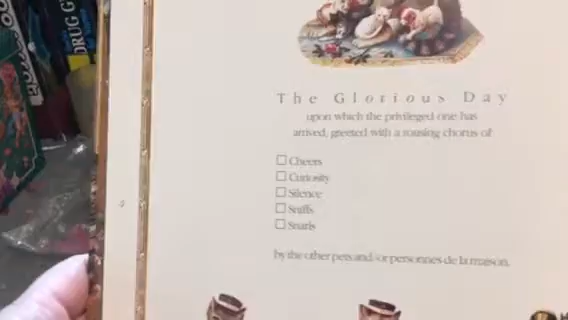 DRUG G
The Glorious Day
upon which the privileged one has
arrived, greeted with a rousing chorus of
Cheers
Curiosity
Silence
Sniffs
Snarls
by the other pets and/or personnes de la maison.